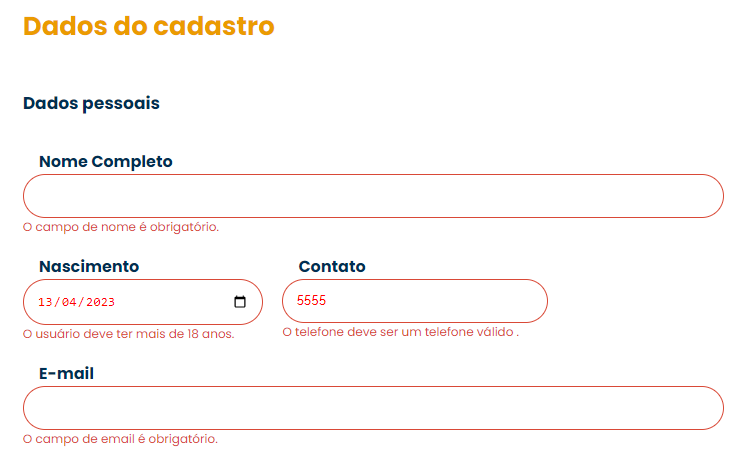 Dados do cadastro
Dados pessoais
Nome Completo
O campo de nome é obrigatório.
Nascimento Contato
13/04/2023 5555
O usuário deve ter mais de 18 anos. O telefone deve ser um telefone válido .
E-mail
O campo de email é obrigatório.